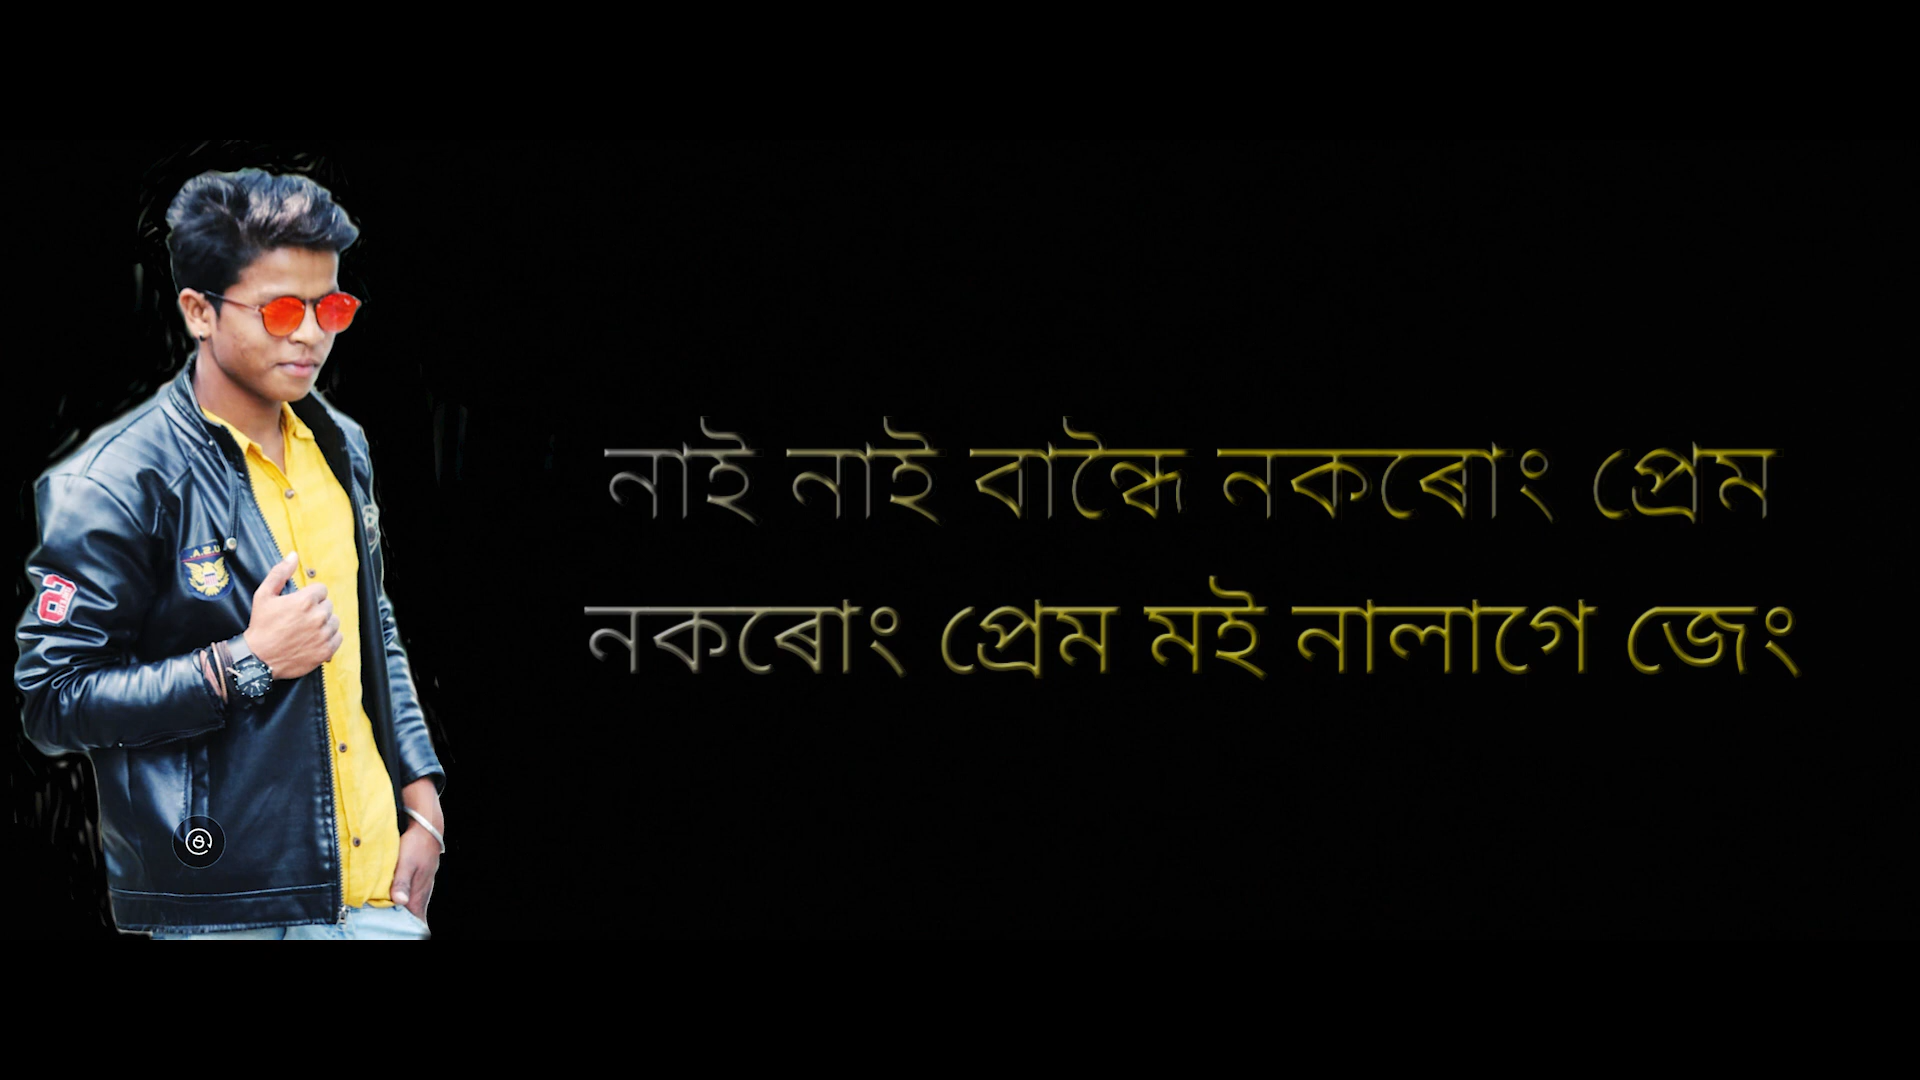 নাই নাই বান্ধৈ নকৰোং প্ৰেম
নকৰোং প্ৰেম মই নালাগে জেং
U.S.A.